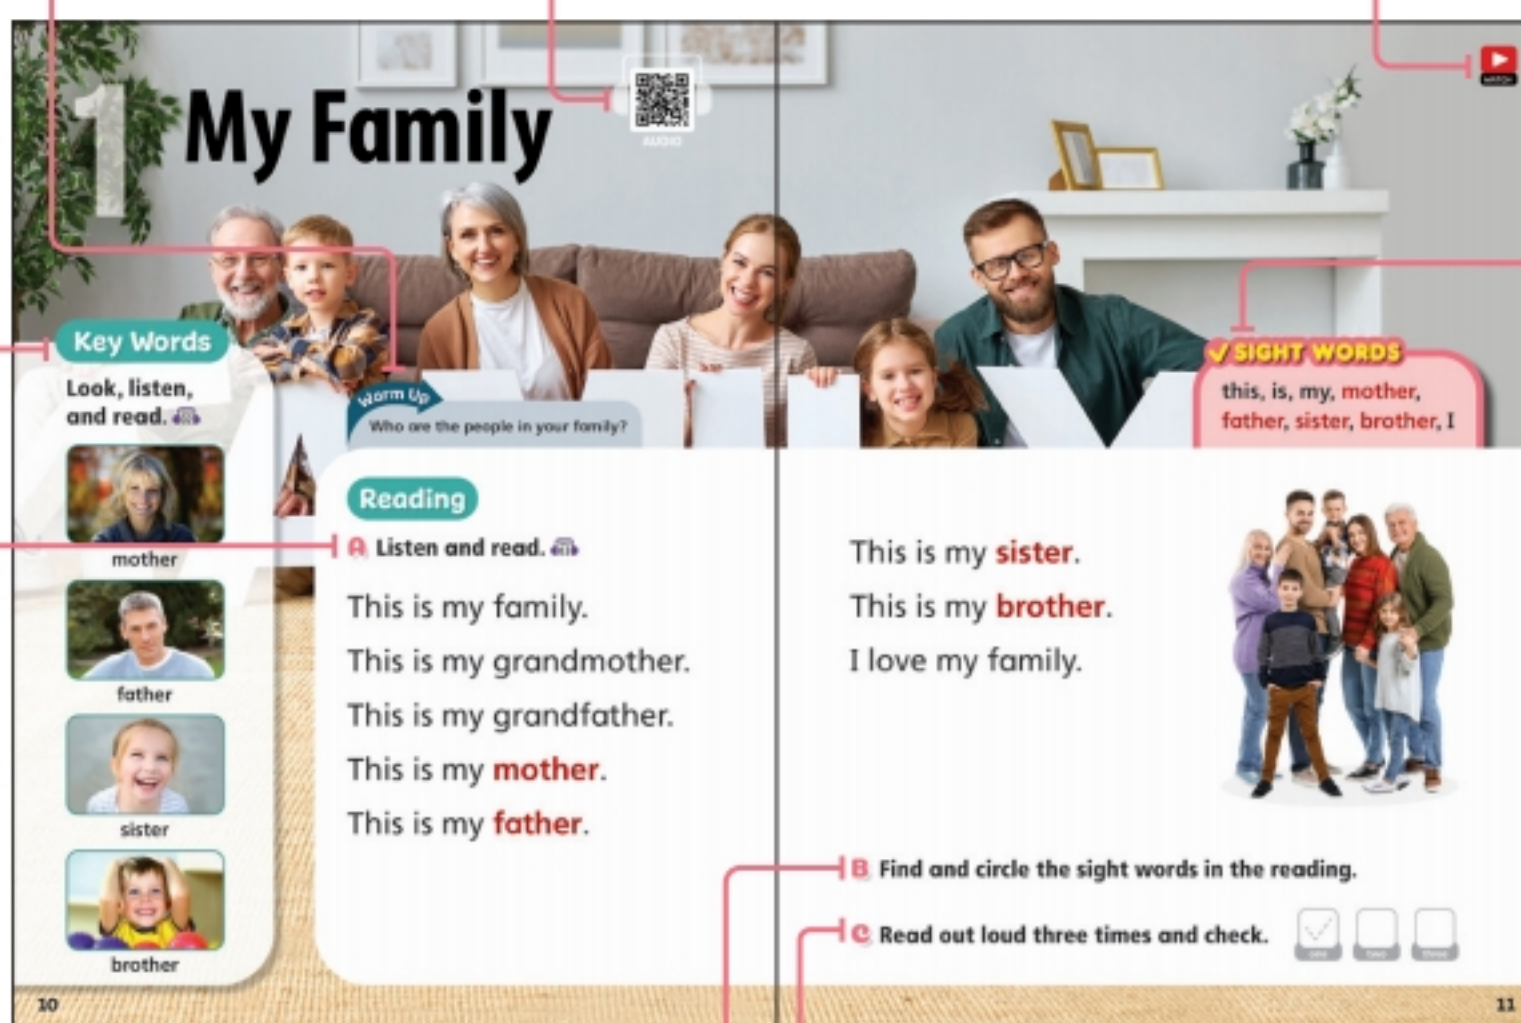 1 My Family
AUDIO
WATCH
Key Words
Look, listen,
and read.
mother
father
sister
brother
Warm Up
Who are the people in your family?
SIGHT WORDS
this, is, my, mother,
father, sister, brother, I
Reading
A Listen and read.
This is my family.
This is my grandmother.
This is my grandfather.
This is my mother.
This is my father.
This is my sister.
This is my brother.
I love my family.
B Find and circle the sight words in the reading.
C Read out loud three times and check.
one two three
10
11